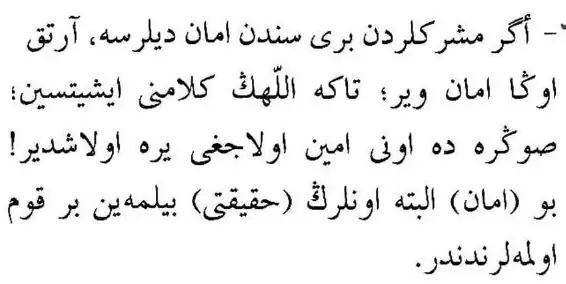 - أگر مشركلردن برى سندن امان ديلرسه، آرتق
اوڭا امان وير؛ تاكه اللّهڭ كلامنى ايشيتسين؛
صوڭره ده اونى امين اولاجغى يره اولاشدير!
بو (امان) البته اونلرڭ (حقيقتى) بيلمه‌ين بر قوم
اولمه‌لرندندر.